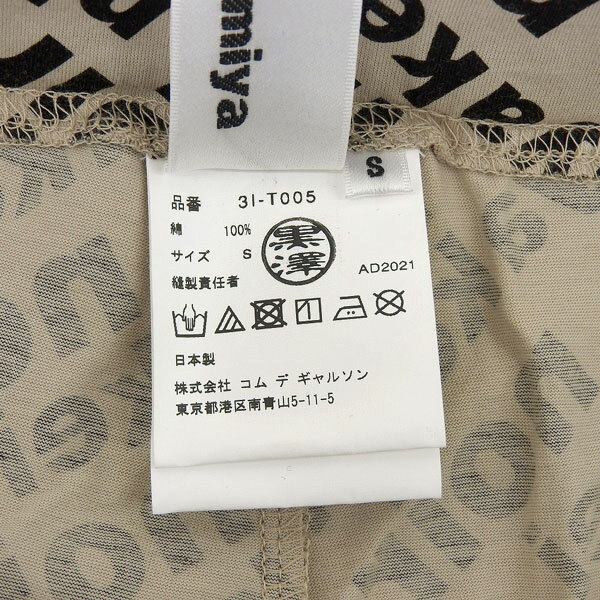 miya
S
品番 3I-T005
綿 100%
サイズ S
縫製責任者
黒澤
AD2021
日本製
株式会社 コム デ ギャルソン
東京都港区南青山5-11-5